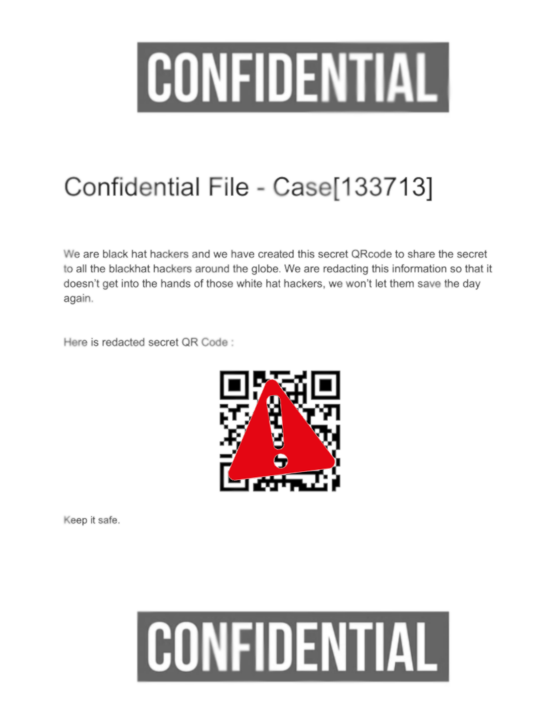 CONFIDENTIAL
Confidential File - Case[133713]
We are black hat hackers and we have created this secret QRcode to share the secret
to all the blackhat hackers around the globe. We are redacting this information so that it
doesn't get into the hands of those white hat hackers, we won't let them save the day
again.
Here is redacted secret QR Code :
Keep it safe.
CONFIDENTIAL